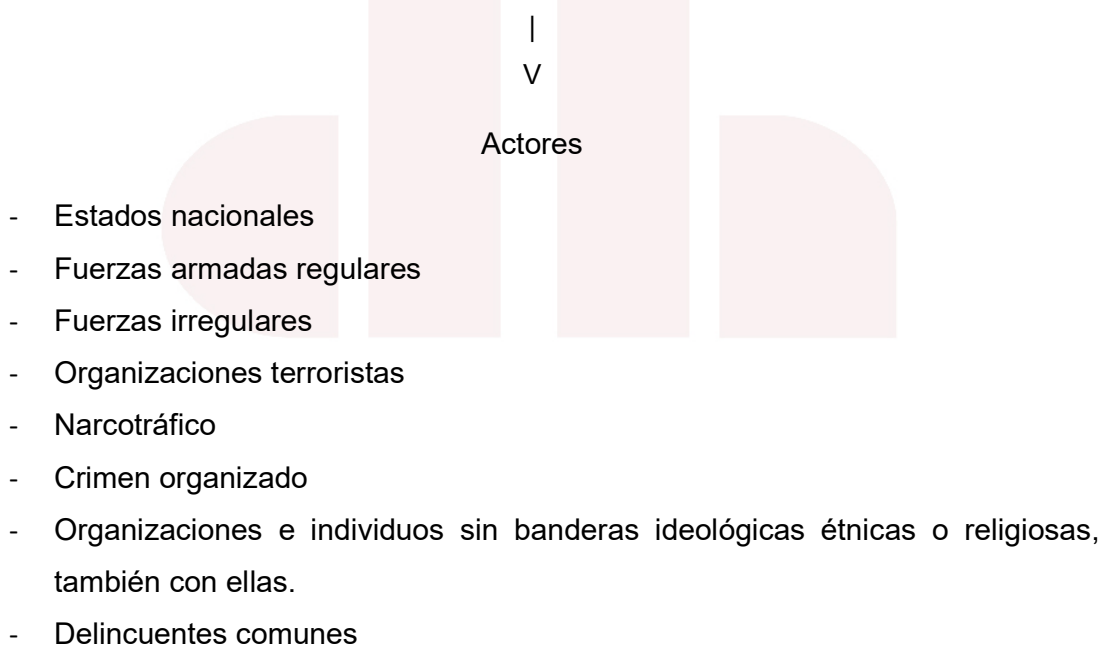 |
V
Actores
- Estados nacionales
- Fuerzas armadas regulares
- Fuerzas irregulares
- Organizaciones terroristas
- Narcotráfico
- Crimen organizado
- Organizaciones e individuos sin banderas ideológicas étnicas o religiosas,
también con ellas.
- Delincuentes comunes